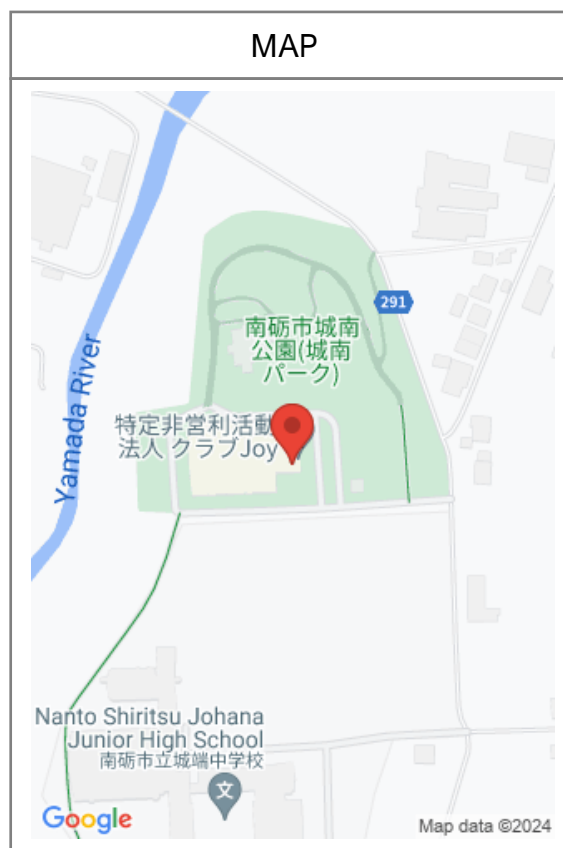 MAP
291
南砺市城南
公園(城南
パーク)
特定非営利活動
法人 クラブJoy
Yamada River
Nanto Shiritsu Johana
Junior High School
南砺市立城端中学校
文
Google
Map data ©2024